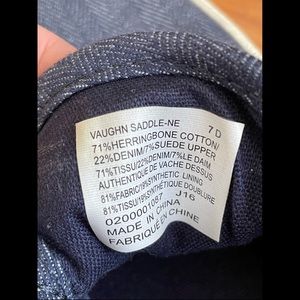 VAUGHN SADDLE-NE 7 D
71%HERRINGBONE COTTON/
22%DENIM/7%SUEDE UPPER
71%TISSU/22%DENIM/7%LE DAIM
AUTHENTIQUE DE VACHE DESSUS
81%FABRIC/19%SYNTHETIC LINING
81%TISSU/19%SYNTHETIQUE DOUBLURE
0200001087 J16
MADE IN CHINA
FABRIQUE EN CHINE